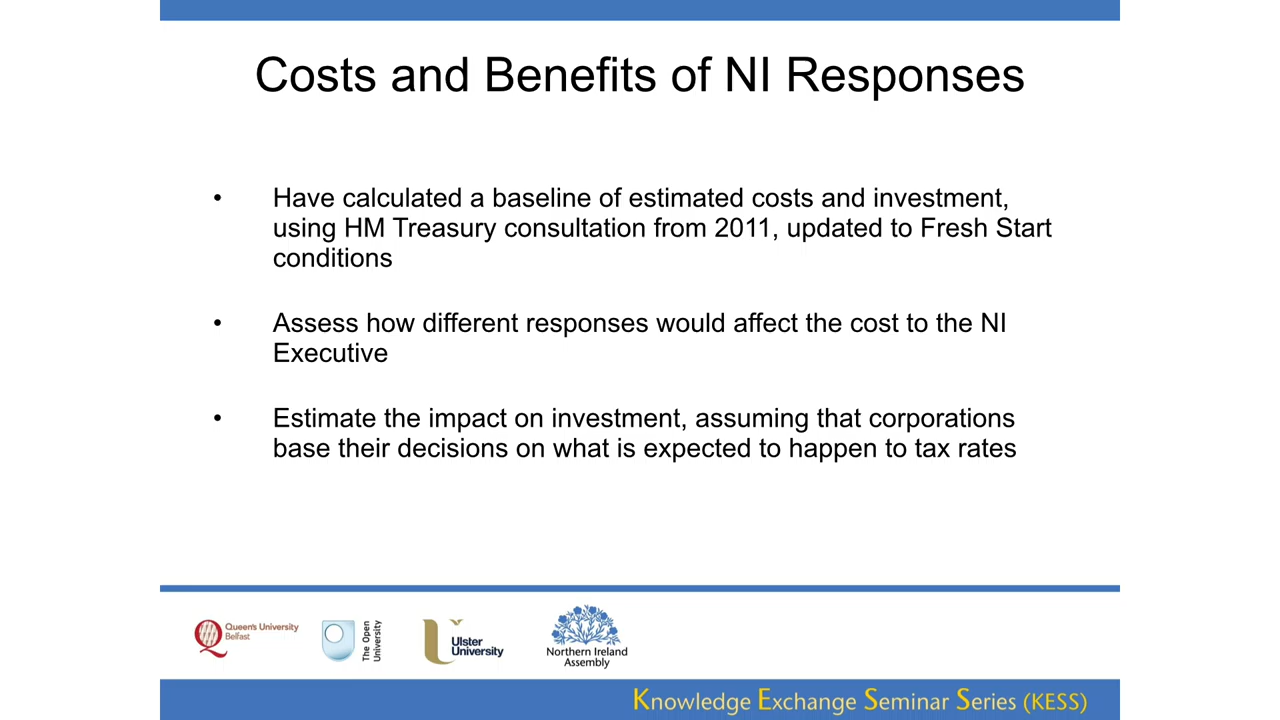 Costs and Benefits of NI Responses
• Have calculated a baseline of estimated costs and investment,
using HM Treasury consultation from 2011, updated to Fresh Start
conditions
• Assess how different responses would affect the cost to the NI
Executive
• Estimate the impact on investment, assuming that corporations
base their decisions on what is expected to happen to tax rates
Queen's University
Belfast
The Open
University
Ulster
University
Northern Ireland
Assembly
Knowledge Exchange Seminar Series (KESS)